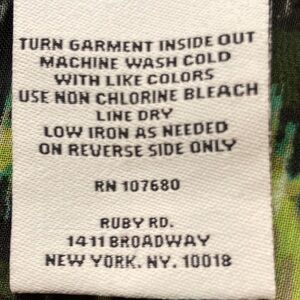 TURN GARMENT INSIDE OUT
MACHINE WASH COLD
WITH LIKE COLORS
USE NON CHLORINE BLEACH
LINE DRY
LOW IRON AS NEEDED
ON REVERSE SIDE ONLY
RN 107680
RUBY RD.
1411 BROADWAY
NEW YORK. NY. 10018